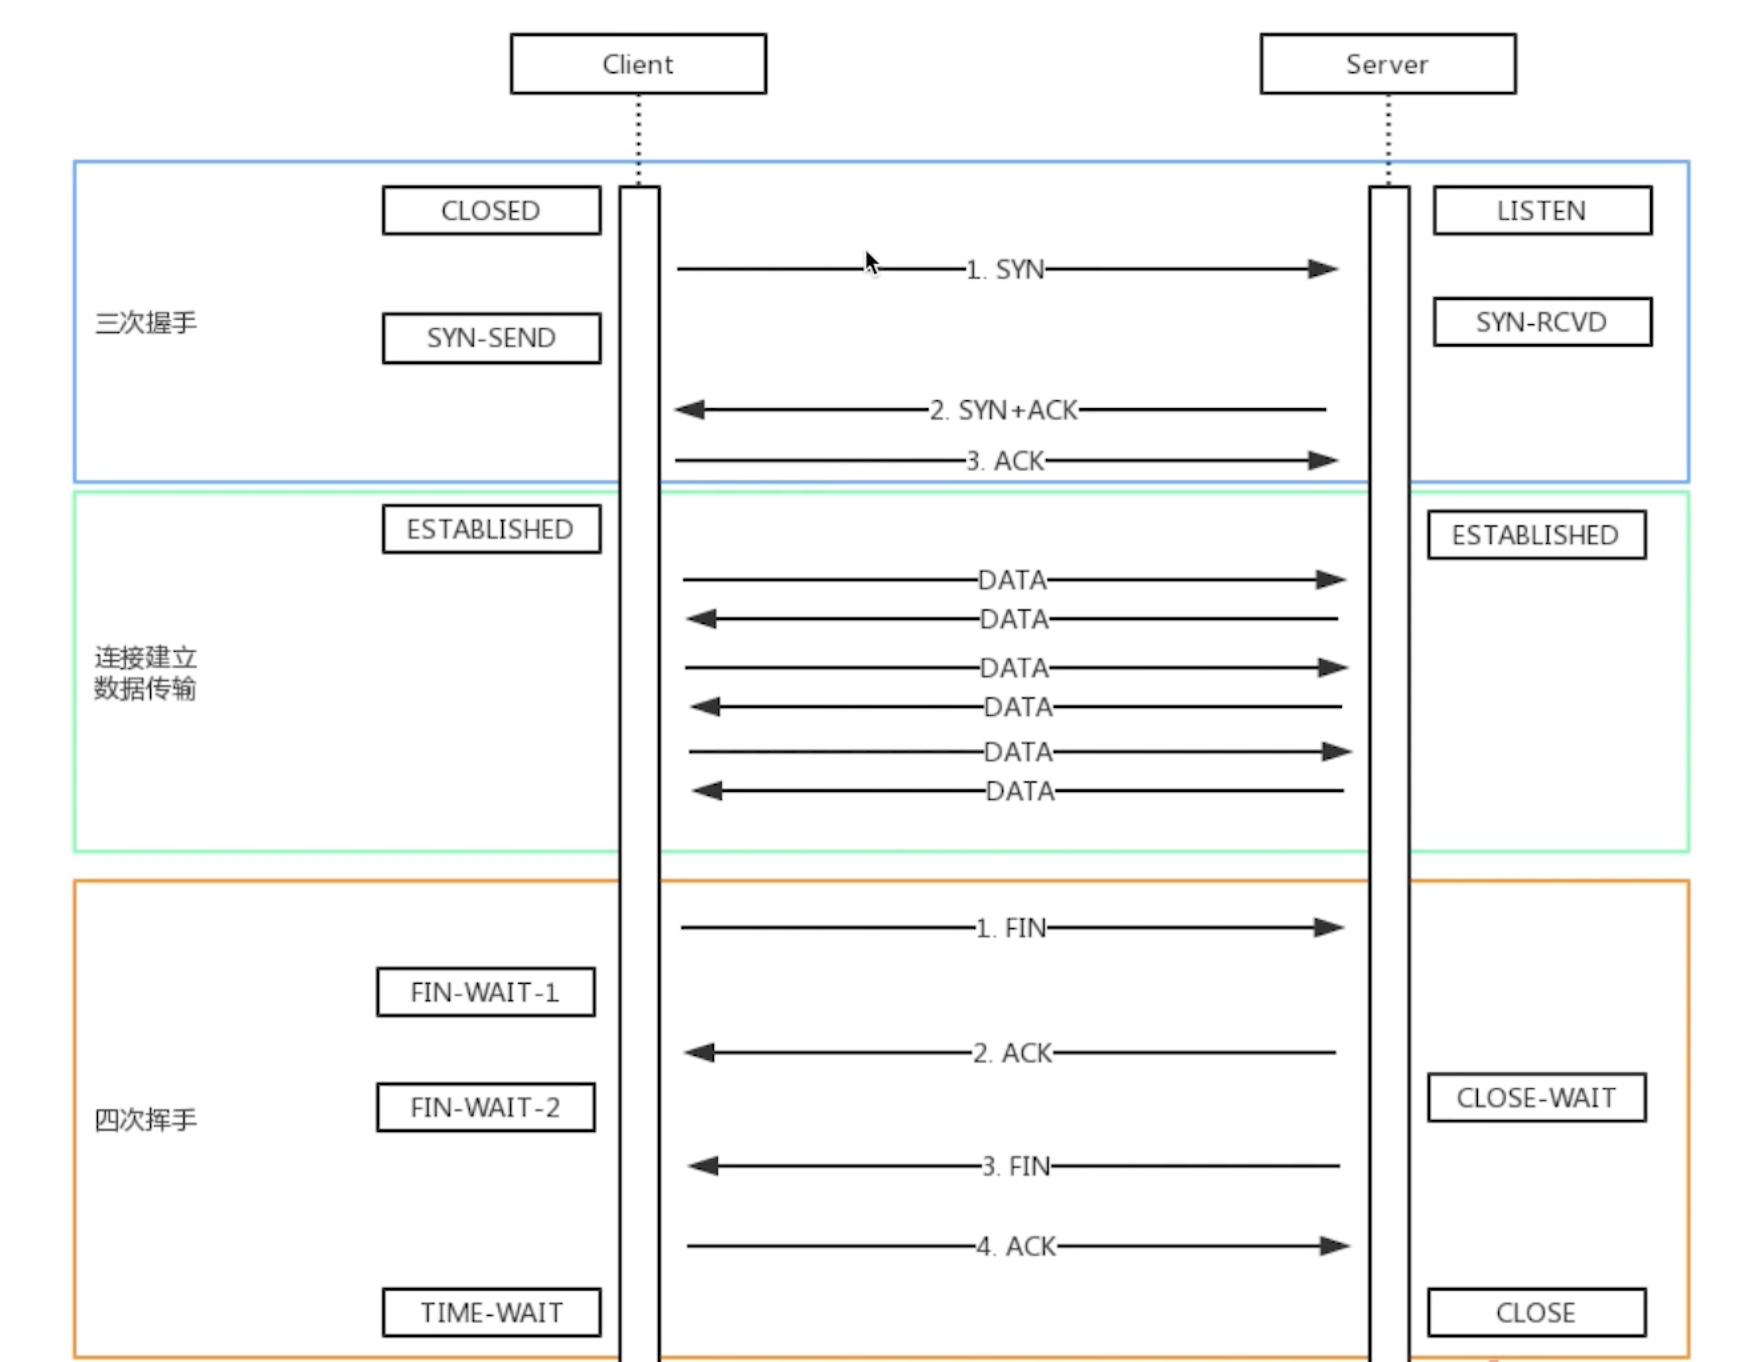 Client
Server
CLOSED
LISTEN
1. SYN
三次握手
SYN-SEND
SYN-RCVD
2. SYN+ACK
3. ACK
ESTABLISHED
ESTABLISHED
DATA
DATA
连接建立
数据传输
DATA
DATA
DATA
DATA
1. FIN
FIN-WAIT-1
2. ACK
四次挥手
FIN-WAIT-2
CLOSE-WAIT
3. FIN
4. ACK
TIME-WAIT
CLOSE